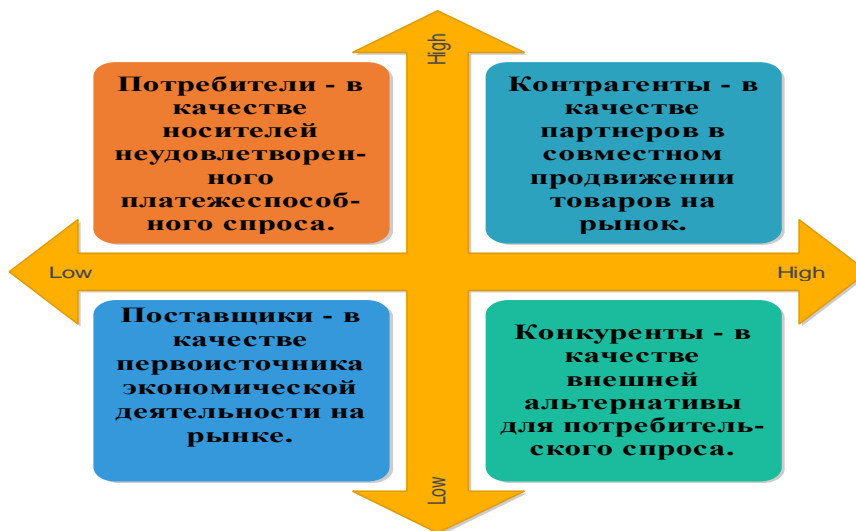 High
Потребители - в
качестве
носителей
неудовлетворен-
ного
платежеспособ-
ного спроса.
Контрагенты - в
качестве
партнеров в
совместном
продвижении
товаров на
рынок.
Low
High
Поставщики - в
качестве
первоисточника
экономической
деятельности на
рынке.
Конкуренты - в
качестве
внешней
альтернативы
для потребитель-
ского спроса.
Low